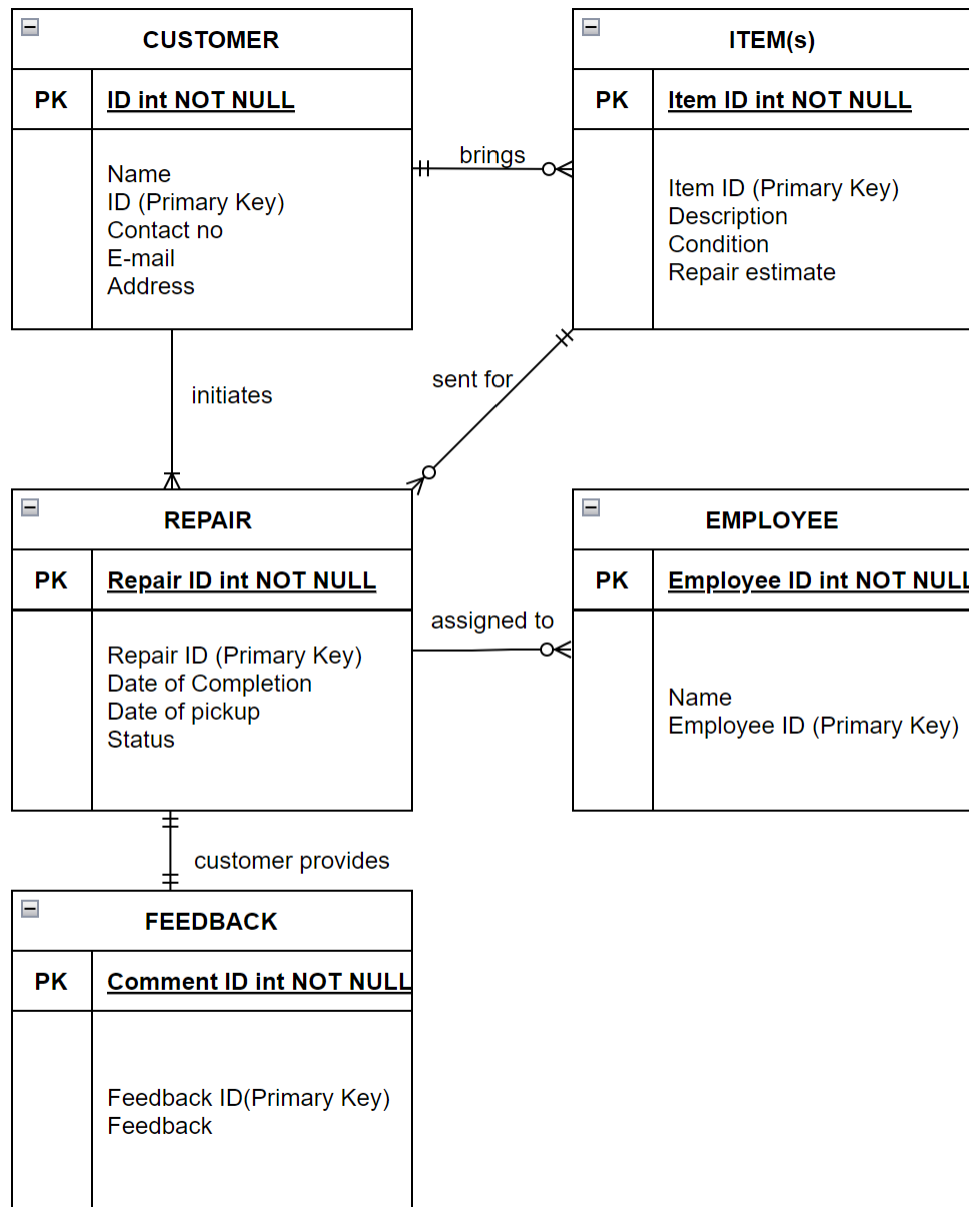 CUSTOMER
PK
ID int NOT NULL
Name
ID (Primary Key)
Contact no
E-mail
Address
brings
ITEM(s)
PK
Item ID int NOT NULL
Item ID (Primary Key)
Description
Condition
Repair estimate
initiates
sent for
REPAIR
PK
Repair ID int NOT NULL
Repair ID (Primary Key)
Date of Completion
Date of pickup
Status
assigned to
EMPLOYEE
PK
Employee ID int NOT NULL
Name
Employee ID (Primary Key)
customer provides
FEEDBACK
PK
Comment ID int NOT NULL
Feedback ID(Primary Key)
Feedback